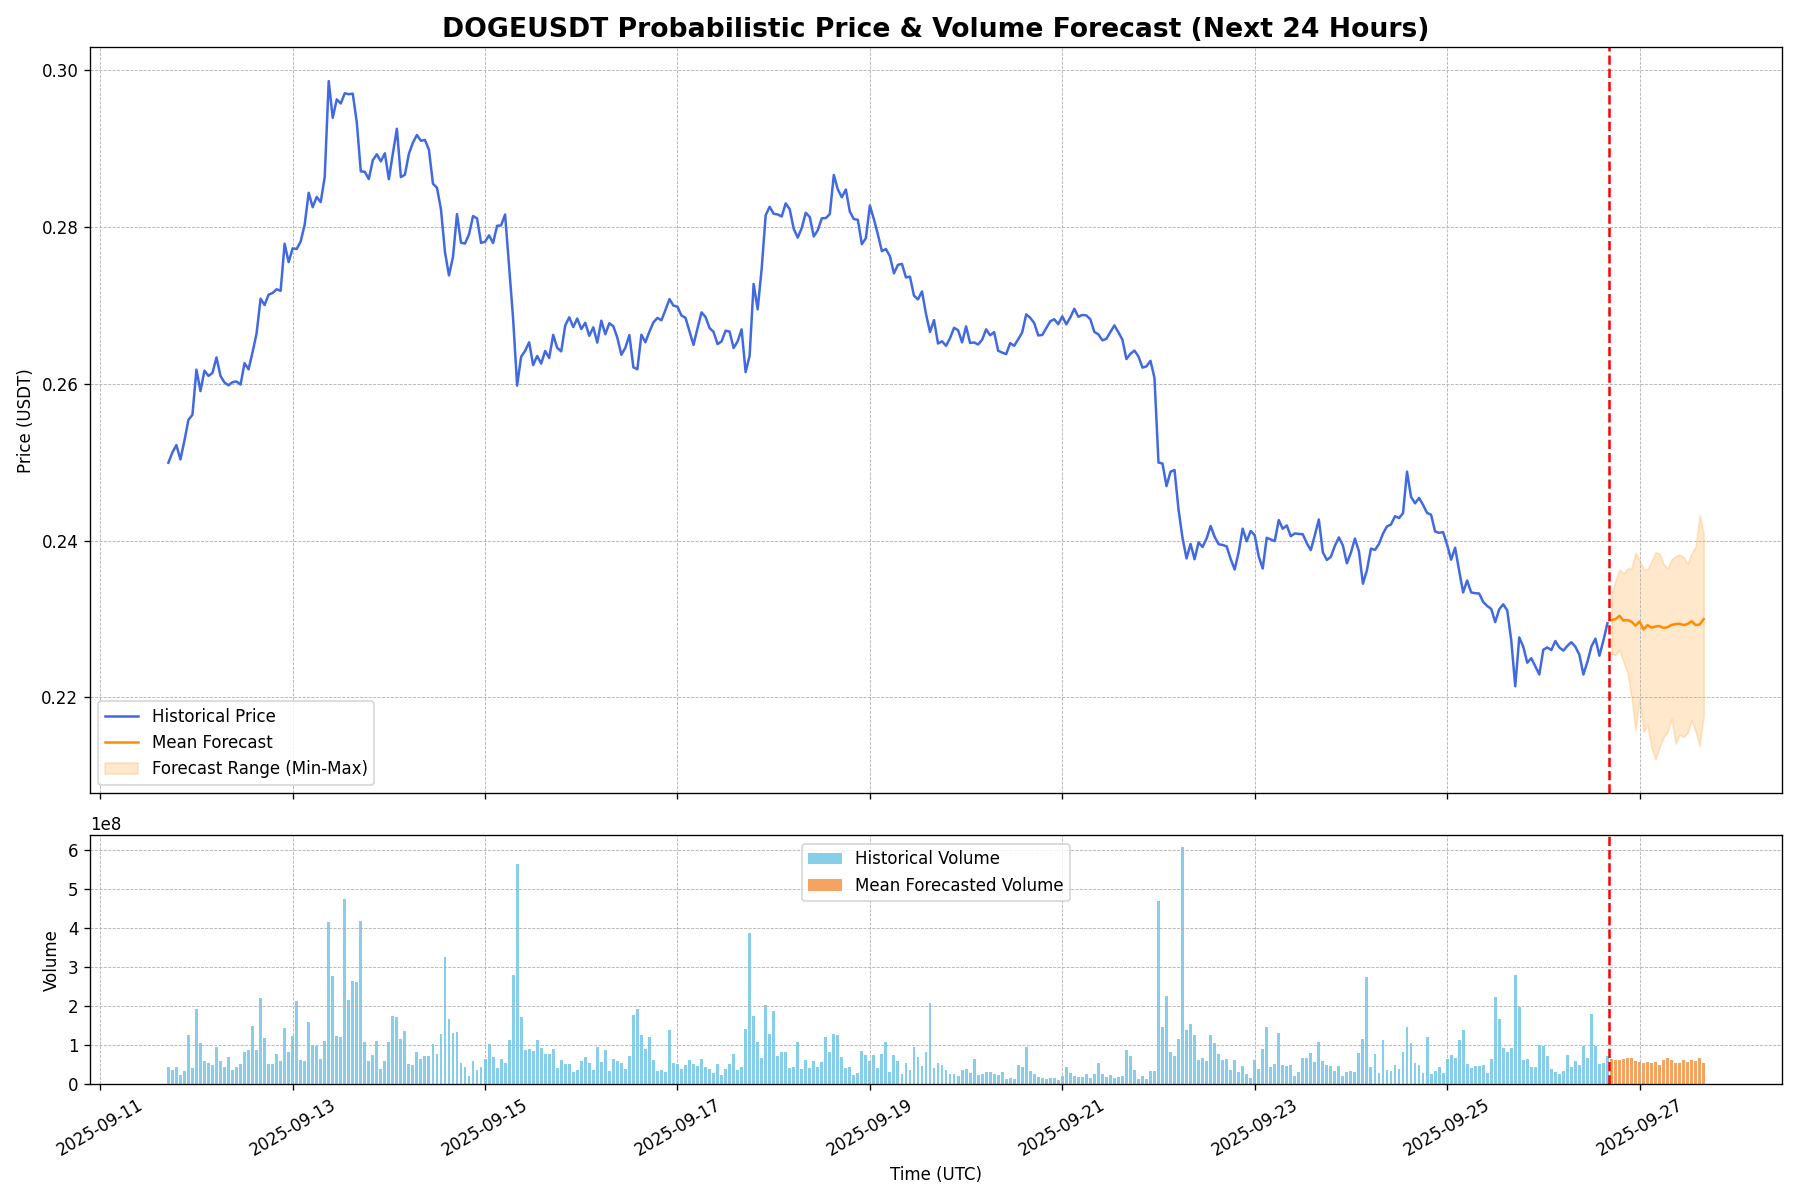 DOGEUSDT Probabilistic Price & Volume Forecast (Next 24 Hours)
0.30
0.28
0.26
0.24
0.22
Price (USDT)
Historical Price
Mean Forecast
Forecast Range (Min-Max)
1e8
6
5
4
3
2
1
0
Volume
Historical Volume
Mean Forecasted Volume
2025-09-11
2025-09-13
2025-09-15
2025-09-17
2025-09-19
2025-09-21
2025-09-23
2025-09-25
2025-09-27
Time (UTC)